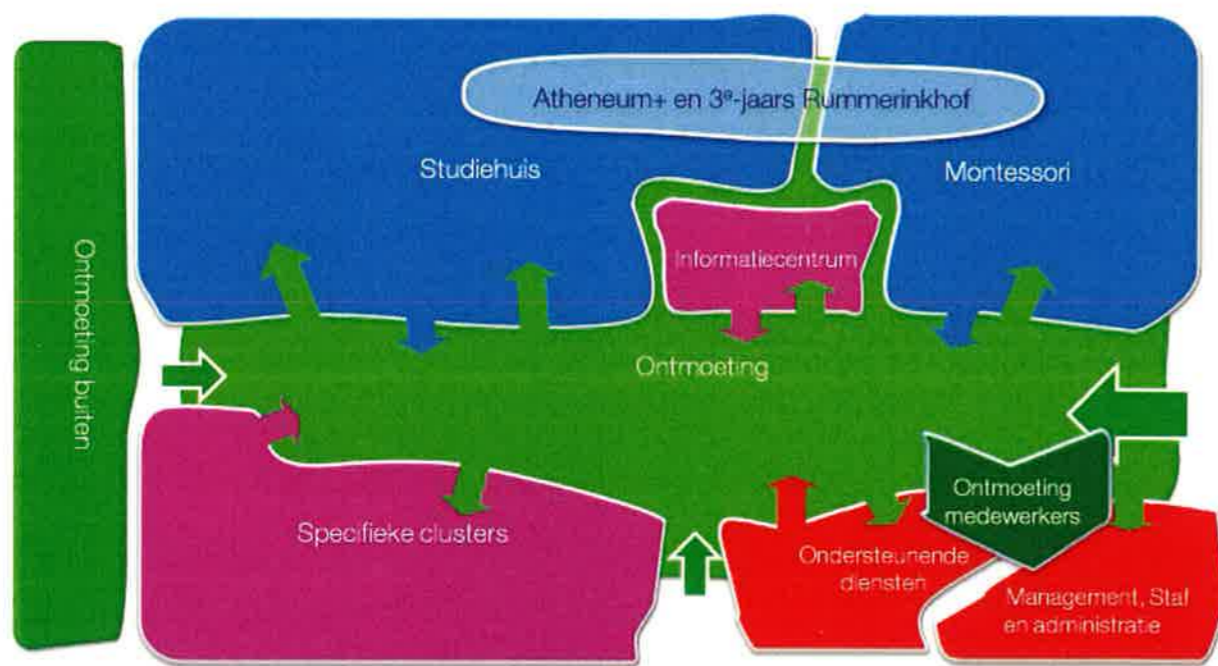 Atheneum+ en 3e-jaars Rummerinkhof
Studiehuis
Montessori
Informatiecentrum
Ontmoeting buiten
Ontmoeting
Ontmoeting
medewerkers
Specifieke clusters
Ondersteunende
diensten
Management, Staf
en administratie